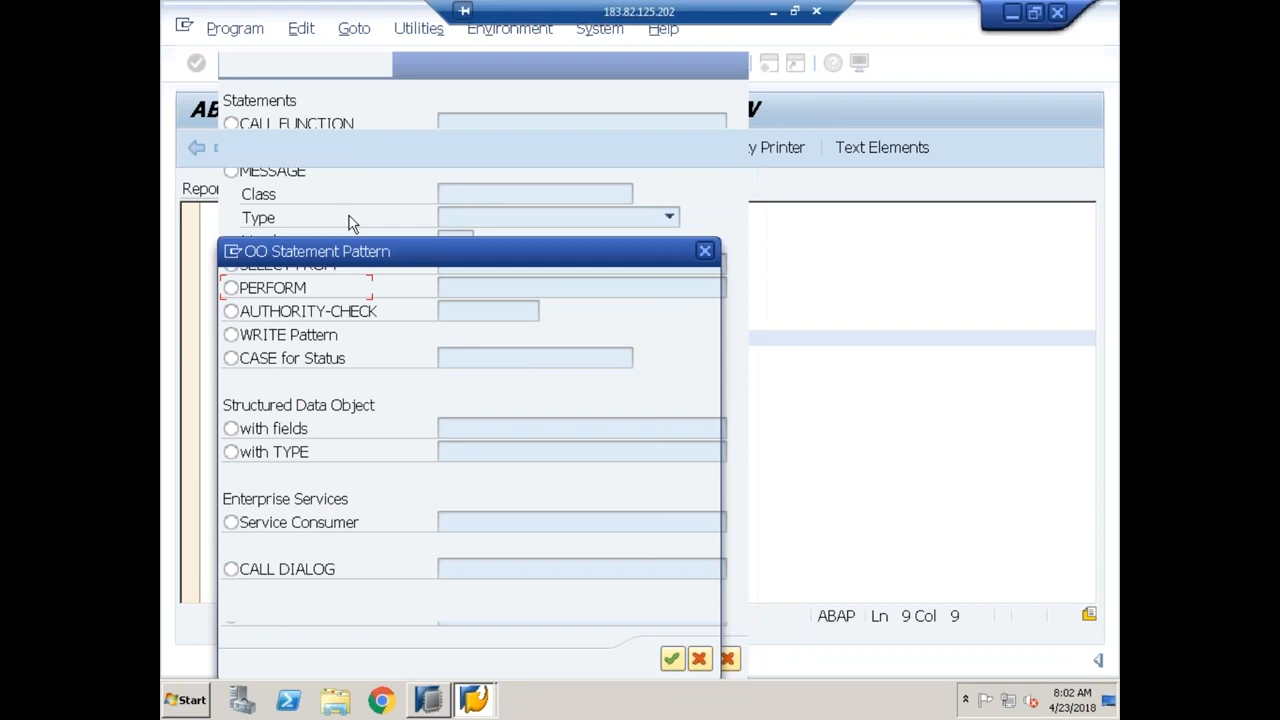 183.82.125.202
Program Edit Goto Utilities Environment System Help
Statements
CALL FUNCTION
Printer Text Elements
MESSAGE
Class
Type
OO Statement Pattern
PERFORM
AUTHORITY-CHECK
WRITE Pattern
CASE for Status
Structured Data Object
with fields
with TYPE
Enterprise Services
Service Consumer
CALL DIALOG
ABAP Ln 9 Col 9
Start
8:02 AM
4/23/2018